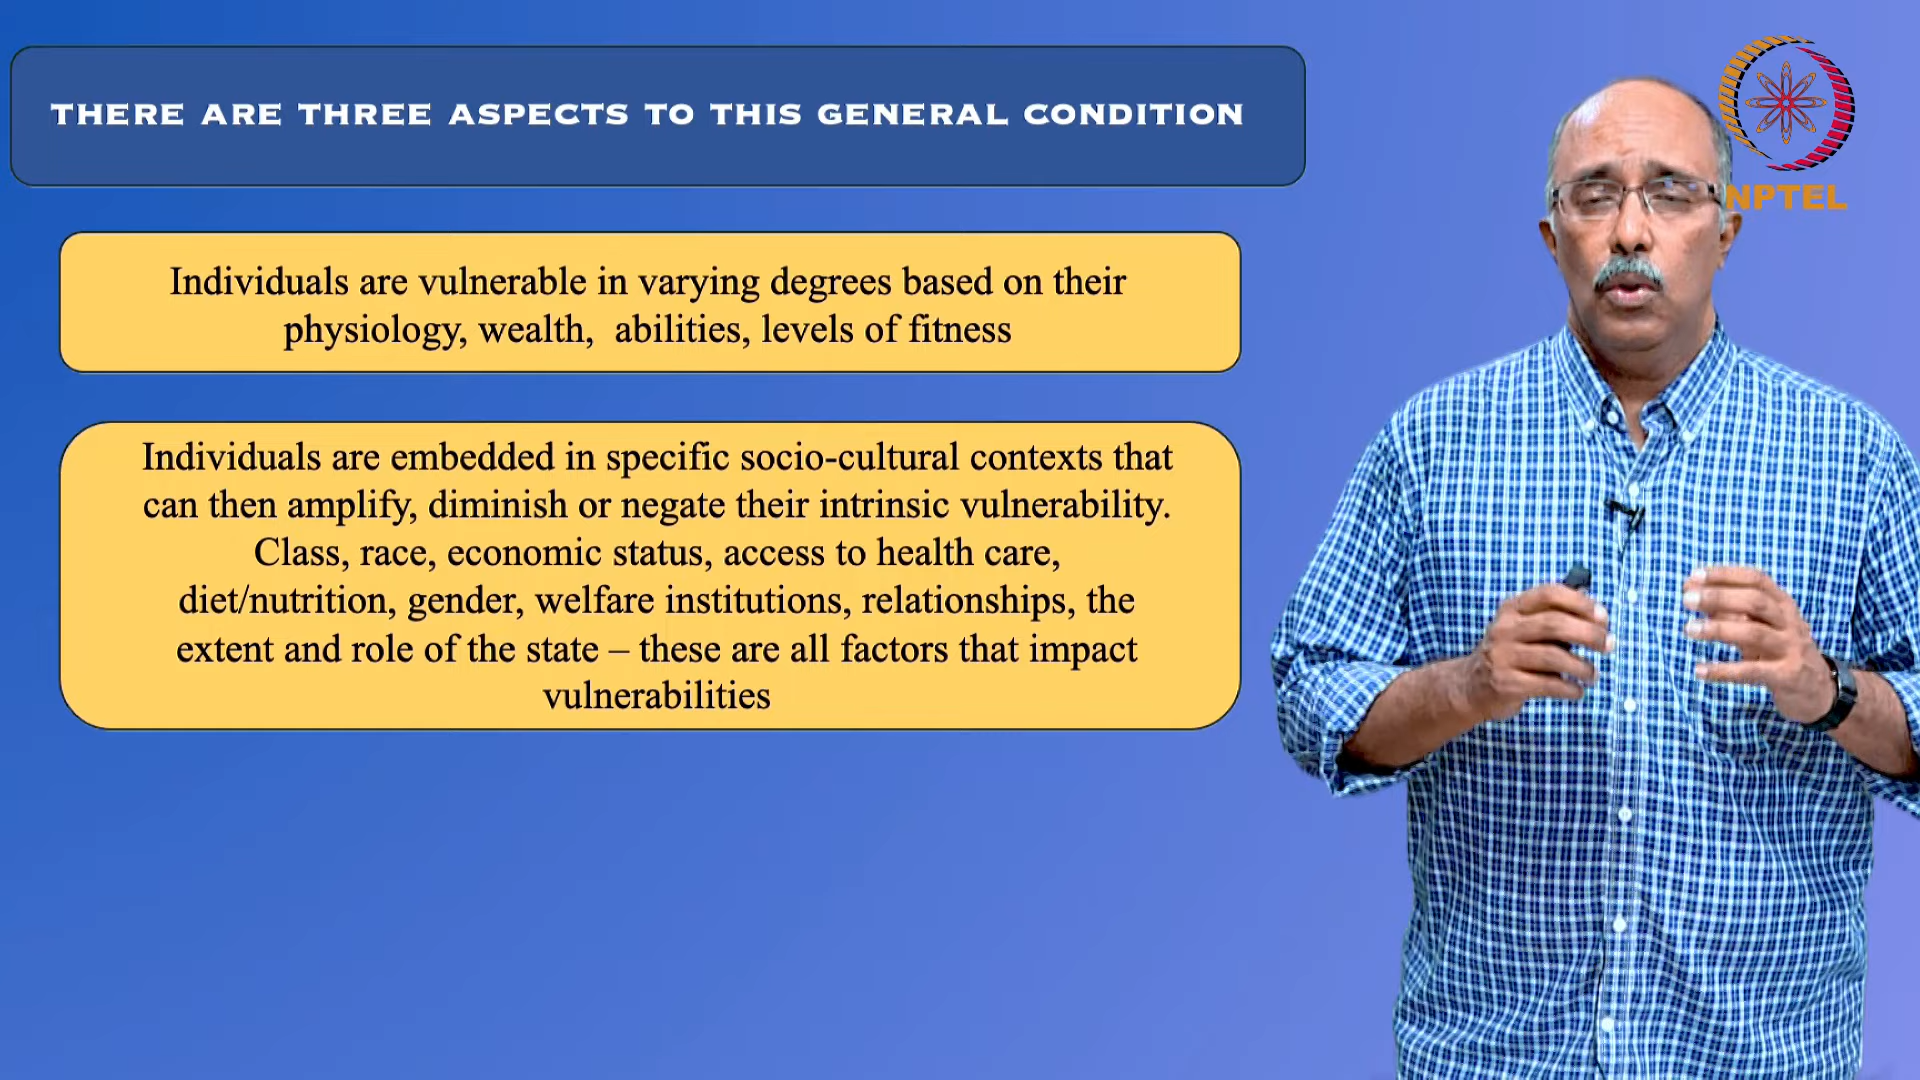 THERE ARE THREE ASPECTS TO THIS GENERAL CONDITION
NPTEL
Individuals are vulnerable in varying degrees based on their
physiology, wealth, abilities, levels of fitness
Individuals are embedded in specific socio-cultural contexts that
can then amplify, diminish or negate their intrinsic vulnerability.
Class, race, economic status, access to health care,
diet/nutrition, gender, welfare institutions, relationships, the
extent and role of the state – these are all factors that impact
vulnerabilities